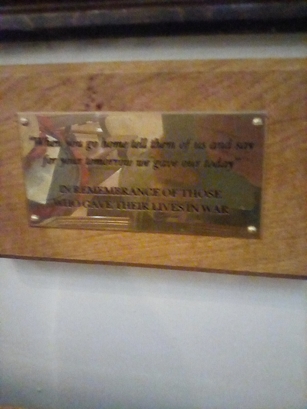 "When you go home tell them of us and say
for your tomorrow we gave our today"
IN REMEMBRANCE OF THOSE
WHO GAVE THEIR LIVES IN WAR